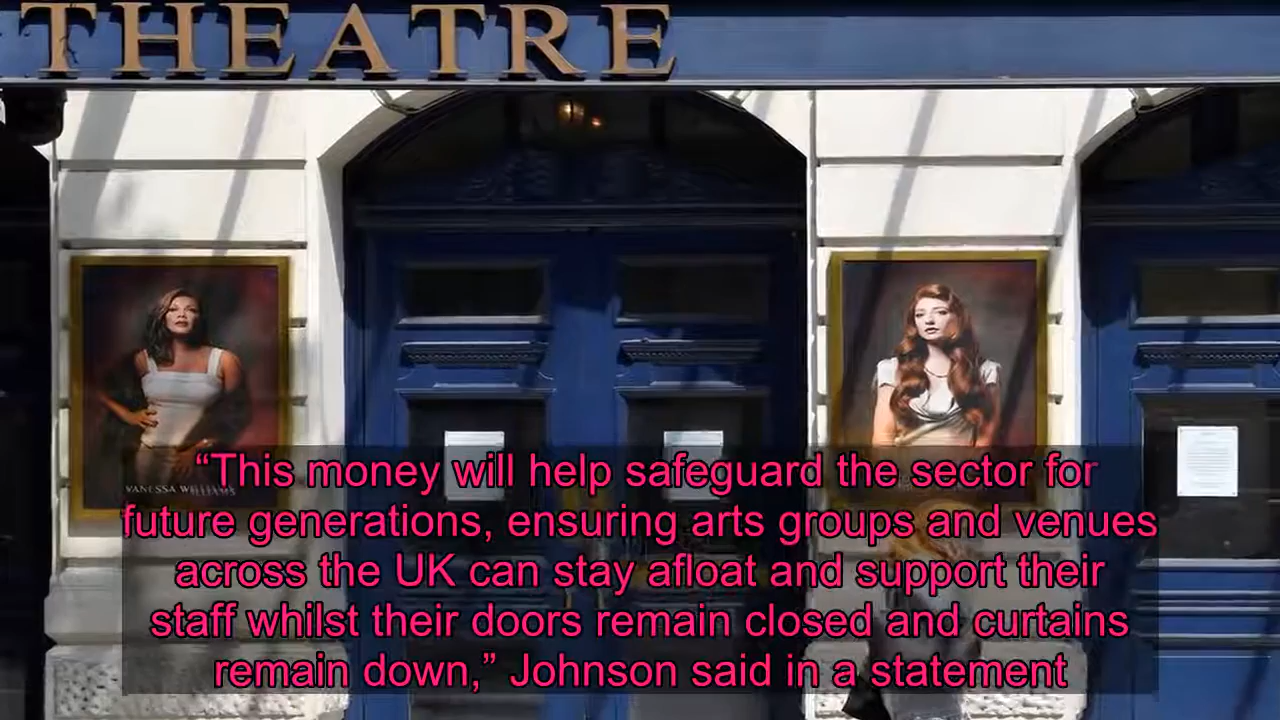 THEATRE
VANESSA WILLIAMS
“This money will help safeguard the sector for
future generations, ensuring arts groups and venues
across the UK can stay afloat and support their
staff whilst their doors remain closed and curtains
remain down,” Johnson said in a statement